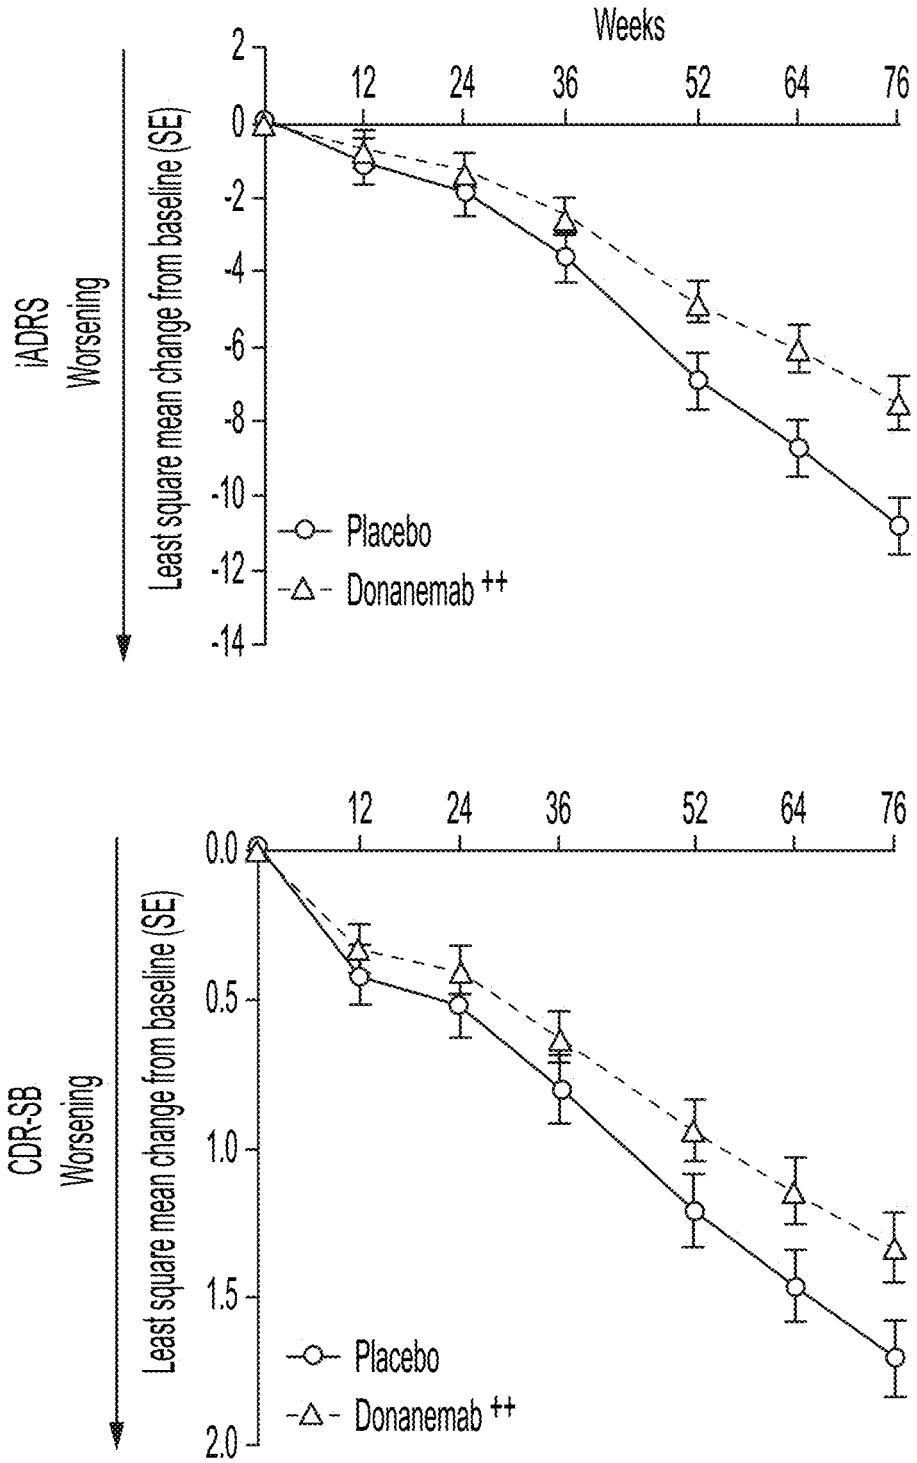 Weeks
12 24 36 52 64 76
2
0
-2
-4
-6
-8
-10
-12
-14
iADRS
Worsening
Least square mean change from baseline (SE)
Placebo
Donanemab ++
12 24 36 52 64 76
0.0
0.5
1.0
1.5
2.0
CDR-SB
Worsening
Least square mean change from baseline (SE)
Placebo
Donanemab ++